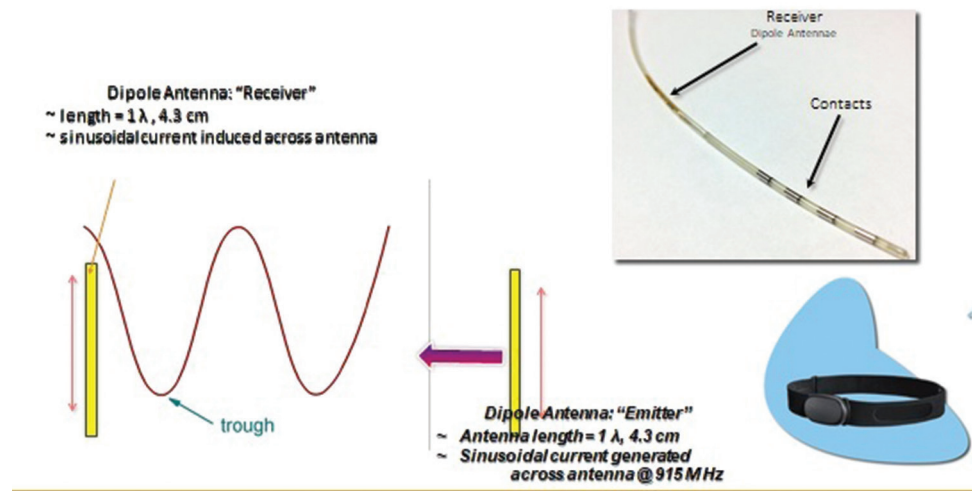 Receiver
Dipole Antennae
Contacts
Dipole Antenna: “Receiver”
~ length = 1 λ , 4.3 cm
~ sinusoidal current induced across antenna
trough
Dipole Antenna: “Emitter”
~ Antenna length = 1 λ, 4.3 cm
~ Sinusoidal current generated
across antenna @ 915 MHz